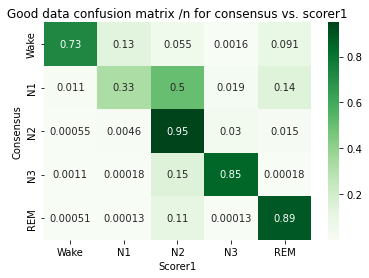 Good data confusion matrix /n for consensus vs. scorer1
Wake 0.73 0.13 0.055 0.0016 0.091
N1 0.011 0.33 0.5 0.019 0.14
N2 0.00055 0.0046 0.95 0.03 0.015
N3 0.0011 0.00018 0.15 0.85 0.00018
REM 0.00051 0.00013 0.11 0.00013 0.89
Wake N1 N2 N3 REM
Scorer1
Consensus
0.8
0.6
0.4
0.2